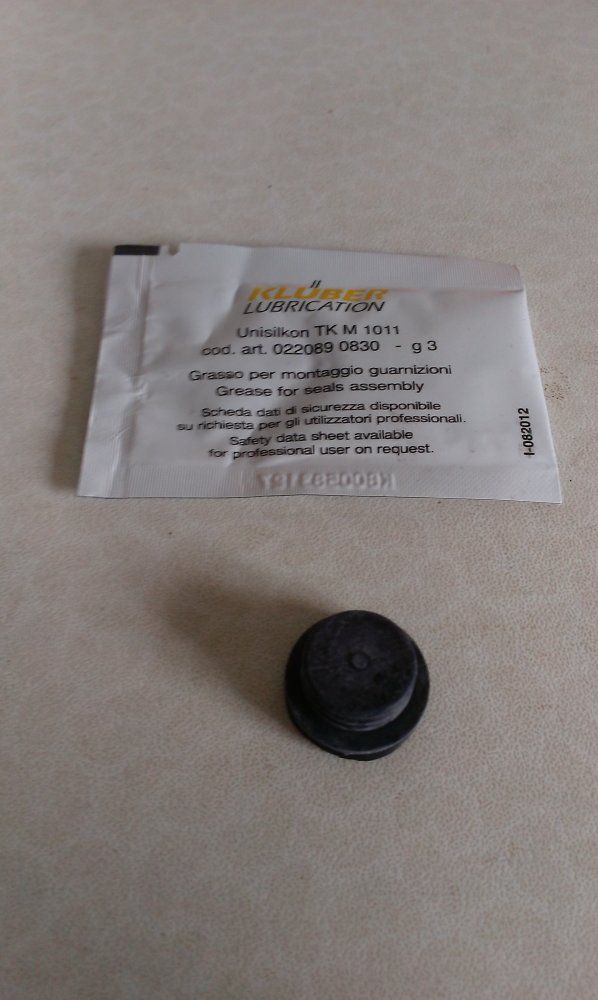 KLÜBER
LUBRICATION
Unisilkon TK M 1011
cod. art. 022089 0830 - g 3
Grasso per montaggio guarnizioni
Grease for seals assembly
Scheda dati di sicurezza disponibile
su richiesta per gli utilizzatori professionali.
Safety data sheet available
for professional user on request.
I-082012